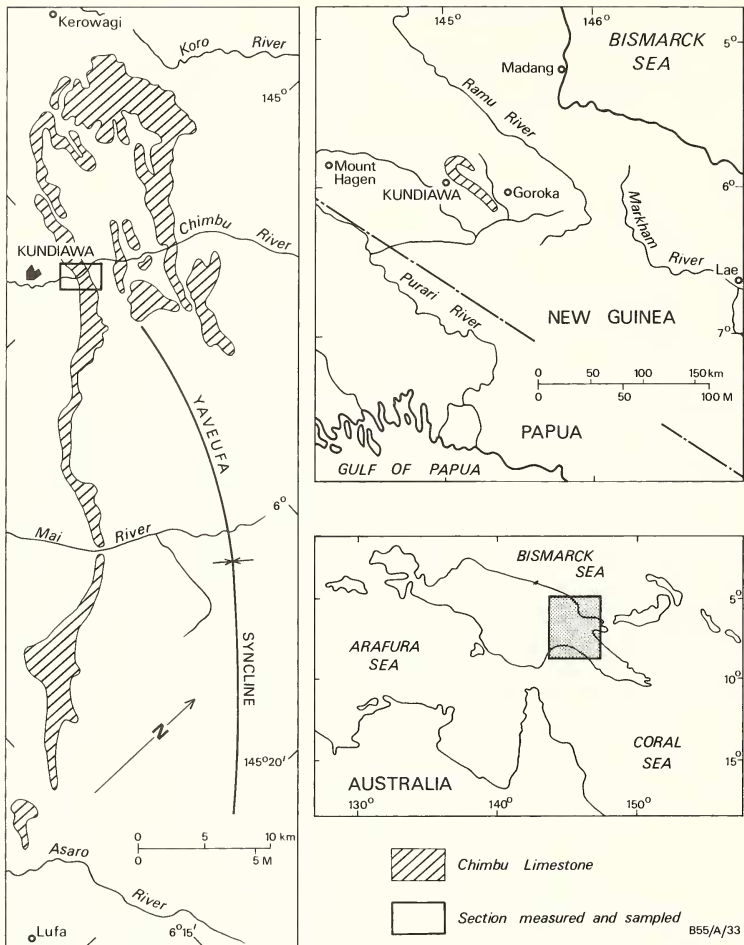 Kerowagi
Koro River
145°
KUNDIAWA
Chimbu River
YAVEUFA
SYNCLINE
6°
Mai River
N
145°20'
0 5 10 km
0 5 M
Asaro River
Lufa
6°15'
145° 146°
BISMARCK
SEA
5°
Madang
Ramu River
Mount
Hagen
KUNDIAWA
Goroka
6°
Markham
River
Lae
Purari River
NEW GUINEA
7°
0 50 100 150 km
0 50 100 M
PAPUA
GULF OF PAPUA
BISMARCK
SEA
5°
ARAFURA
SEA
10°
CORAL
SEA
15°
AUSTRALIA
130° 140° 150°
Chimbu Limestone
Section measured and sampled
B55/A/33